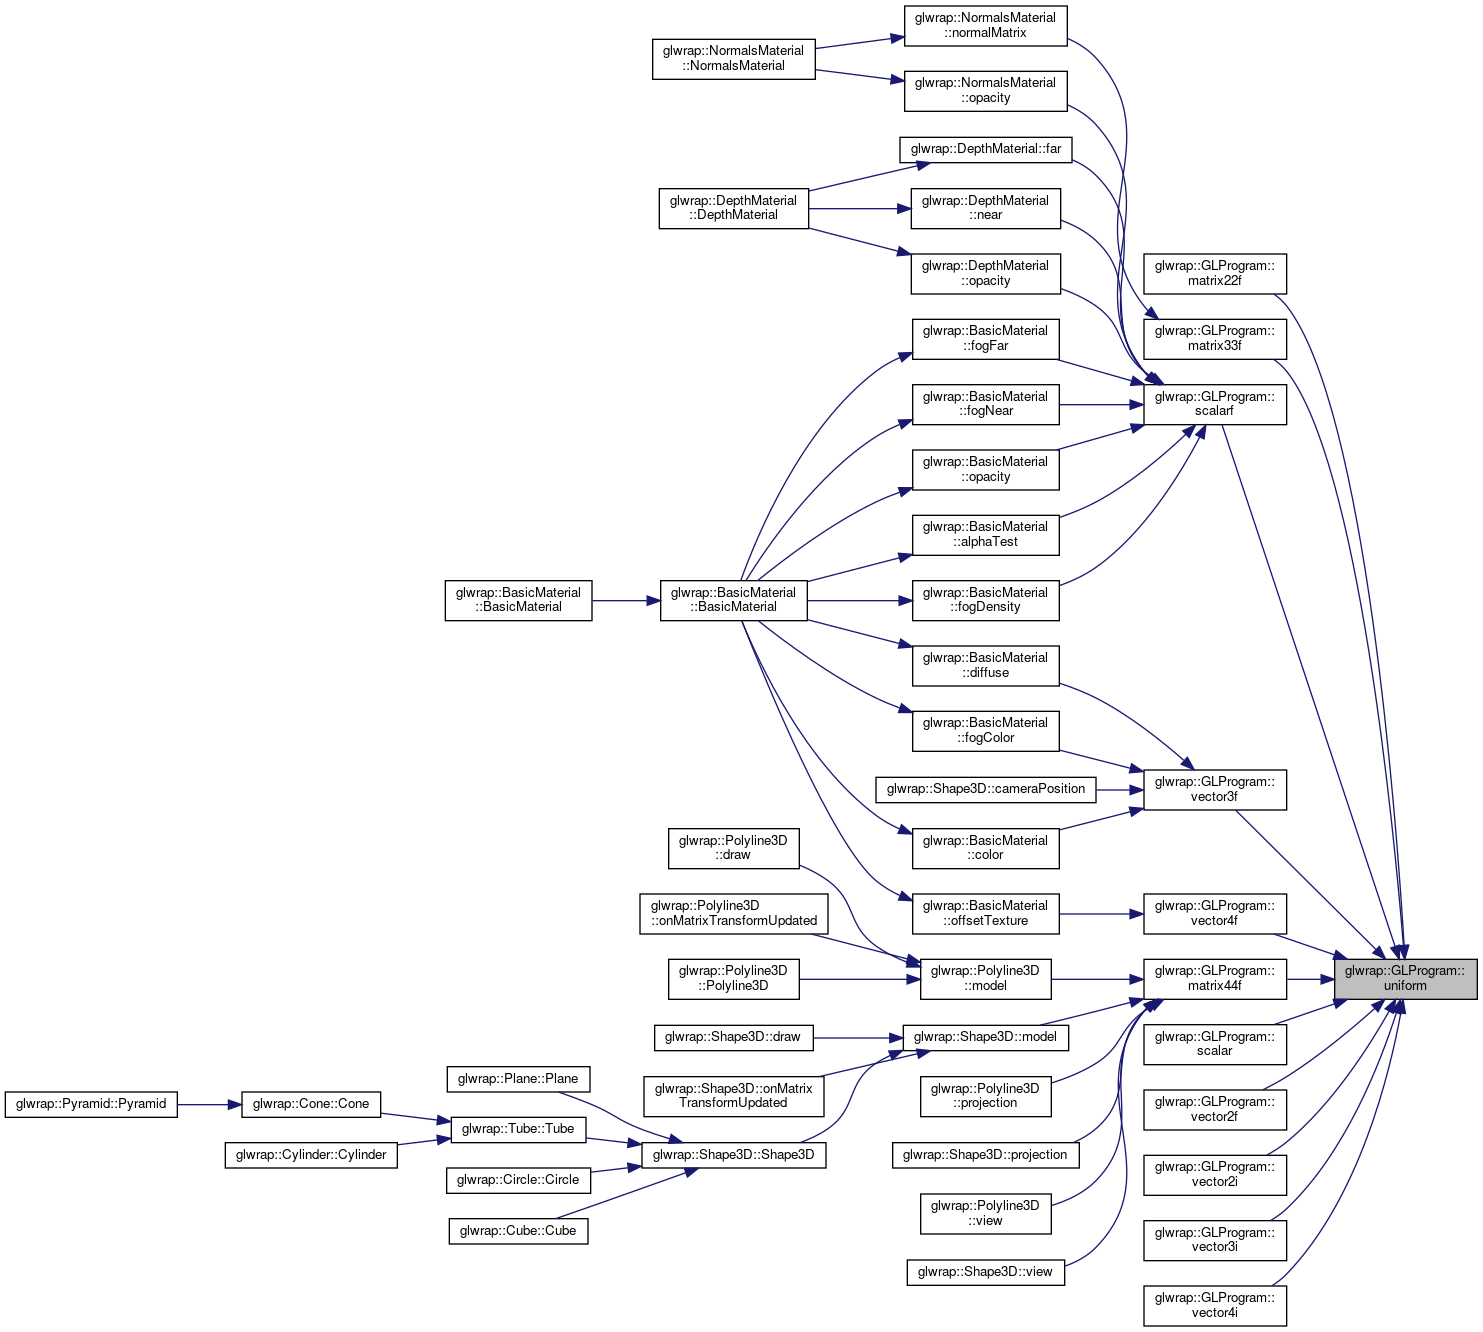 glwrap::NormalsMaterial
::normalMatrix
glwrap::NormalsMaterial
::NormalsMaterial
glwrap::NormalsMaterial
::opacity
glwrap::DepthMaterial::far
glwrap::DepthMaterial
::DepthMaterial
glwrap::DepthMaterial
::near
glwrap::DepthMaterial
::opacity
glwrap::GLProgram::
matrix22f
glwrap::BasicMaterial
::fogFar
glwrap::GLProgram::
matrix33f
glwrap::BasicMaterial
::fogNear
glwrap::GLProgram::
scalarf
glwrap::BasicMaterial
::opacity
glwrap::BasicMaterial
::alphaTest
glwrap::BasicMaterial
::BasicMaterial
glwrap::BasicMaterial
::BasicMaterial
glwrap::BasicMaterial
::fogDensity
glwrap::BasicMaterial
::diffuse
glwrap::BasicMaterial
::fogColor
glwrap::Shape3D::cameraPosition
glwrap::GLProgram::
vector3f
glwrap::Polyline3D
::draw
glwrap::BasicMaterial
::color
glwrap::Polyline3D
::onMatrixTransformUpdated
glwrap::BasicMaterial
::offsetTexture
glwrap::GLProgram::
vector4f
glwrap::Polyline3D
::Polyline3D
glwrap::Polyline3D
::model
glwrap::GLProgram::
matrix44f
glwrap::GLProgram::
uniform
glwrap::Shape3D::draw
glwrap::Shape3D::model
glwrap::GLProgram::
scalar
glwrap::Plane::Plane
glwrap::Shape3D::onMatrix
TransformUpdated
glwrap::Polyline3D
::projection
glwrap::Pyramid::Pyramid
glwrap::Cone::Cone
glwrap::GLProgram::
vector2f
glwrap::Tube::Tube
glwrap::Cylinder::Cylinder
glwrap::Shape3D::Shape3D
glwrap::Shape3D::projection
glwrap::Circle::Circle
glwrap::GLProgram::
vector2i
glwrap::Polyline3D
::view
glwrap::Cube::Cube
glwrap::GLProgram::
vector3i
glwrap::Shape3D::view
glwrap::GLProgram::
vector4i